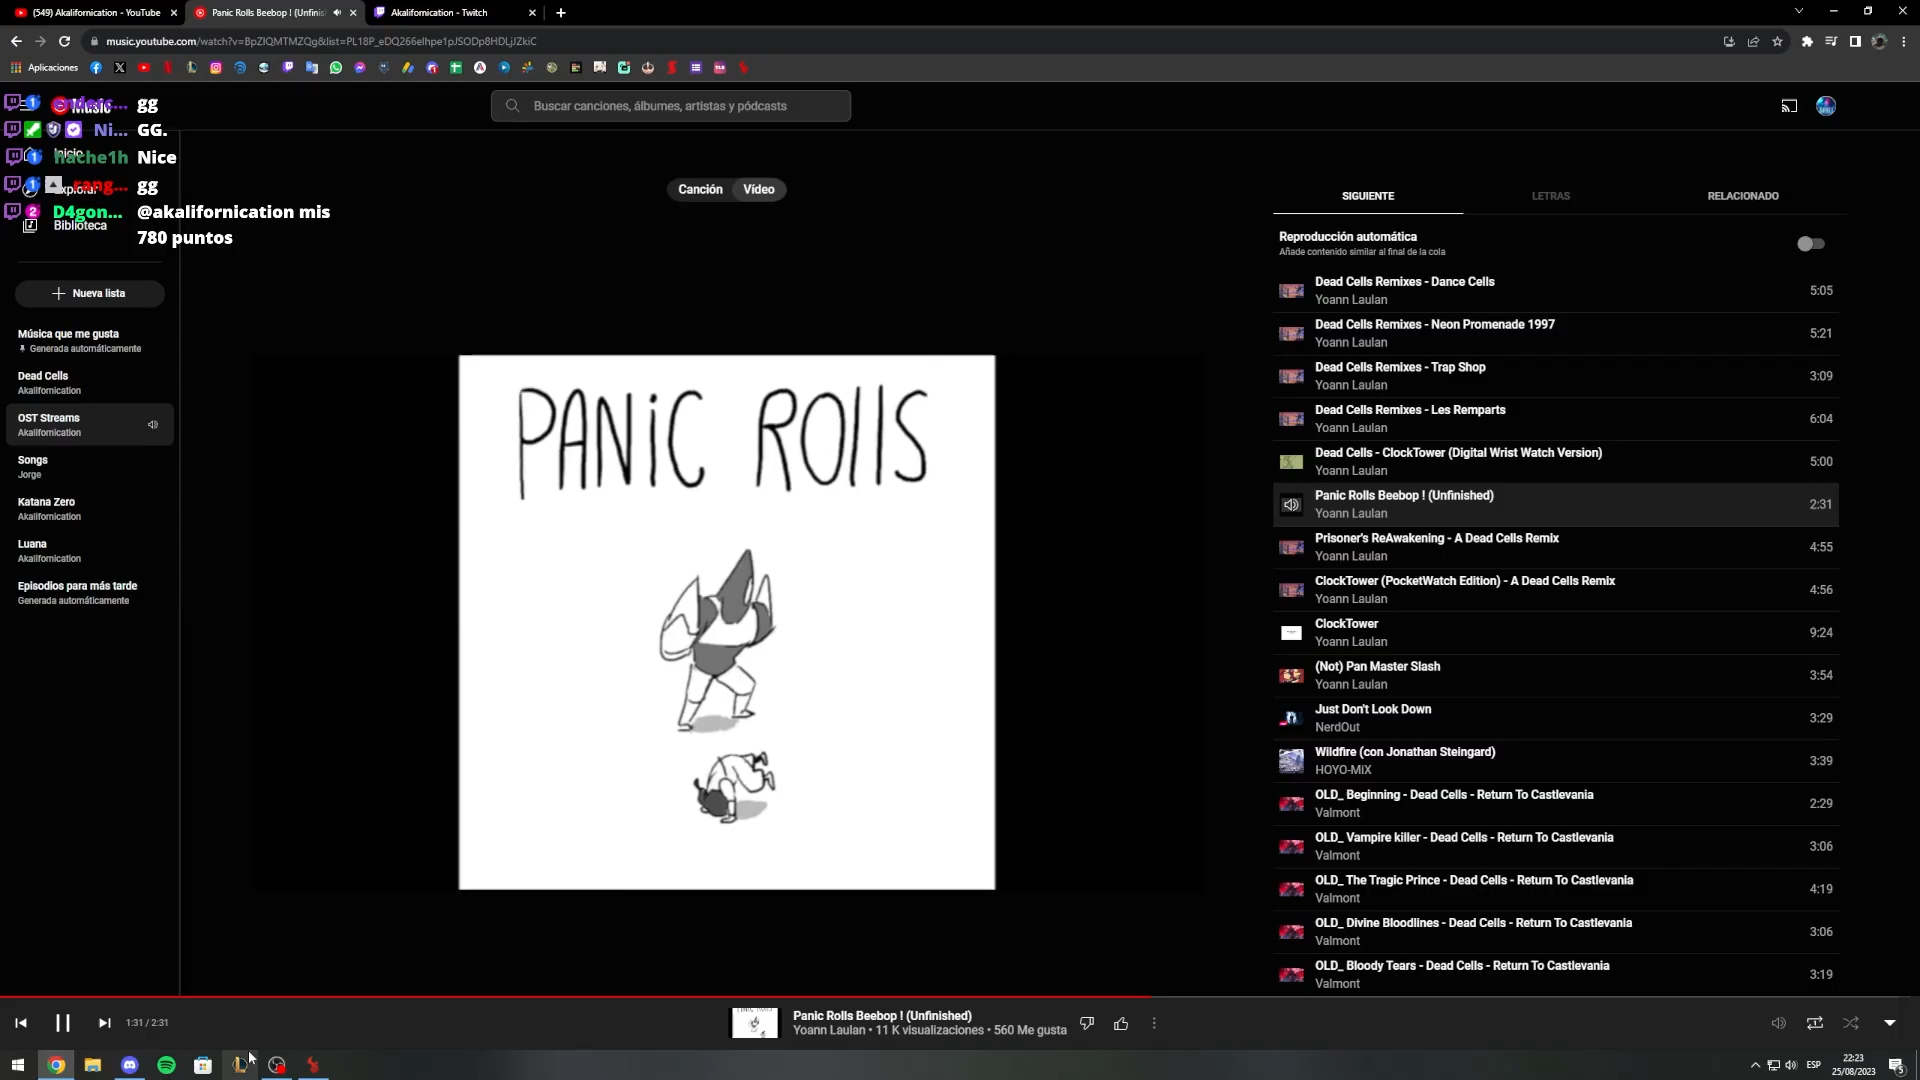 (549) Akalifornication - YouTube
Panic Rolls Beebop ! (Unfinis
Akalifornication - Twitch
music.youtube.com/watch?v=BpZIQMTMZQg&list=PL18P_eDQ266elhpe1pJSODp8HDLjJZkiC
Aplicaciones
enderc... gg
Music
Buscar canciones, álbumes, artistas y pódcasts
Ni... GG.
Inicio
hache1h Nice
rang... gg
Explorar
D4gon... @akalifornication mis
780 puntos
Biblioteca
Nueva lista
Música que me gusta
Generada automáticamente
Dead Cells
Akalifornication
OST Streams
Akalifornication
Songs
Jorge
Katana Zero
Akalifornication
Luana
Akalifornication
Episodios para más tarde
Generada automáticamente
Canción Vídeo
PANiC ROllS
SIGUIENTE LETRAS RELACIONADO
Reproducción automática
Añade contenido similar al final de la cola
Dead Cells Remixes - Dance Cells
Yoann Laulan
5:05
Dead Cells Remixes - Neon Promenade 1997
Yoann Laulan
5:21
Dead Cells Remixes - Trap Shop
Yoann Laulan
3:09
Dead Cells Remixes - Les Remparts
Yoann Laulan
6:04
Dead Cells - ClockTower (Digital Wrist Watch Version)
Yoann Laulan
5:00
Panic Rolls Beebop ! (Unfinished)
Yoann Laulan
2:31
Prisoner's ReAwakening - A Dead Cells Remix
Yoann Laulan
4:55
ClockTower (PocketWatch Edition) - A Dead Cells Remix
Yoann Laulan
4:56
ClockTower
Yoann Laulan
9:24
(Not) Pan Master Slash
Yoann Laulan
3:54
Just Don't Look Down
NerdOut
3:29
Wildfire (con Jonathan Steingard)
HOYO-MiX
3:39
OLD_ Beginning - Dead Cells - Return To Castlevania
Valmont
2:29
OLD_ Vampire killer - Dead Cells - Return To Castlevania
Valmont
3:06
OLD_ The Tragic Prince - Dead Cells - Return To Castlevania
Valmont
4:19
OLD_ Divine Bloodlines - Dead Cells - Return To Castlevania
Valmont
3:06
OLD_ Bloody Tears - Dead Cells - Return To Castlevania
Valmont
3:19
1:31 / 2:31
Panic Rolls Beebop ! (Unfinished)
Yoann Laulan • 11 K visualizaciones • 560 Me gusta
ESP
22:23
25/08/2023
5